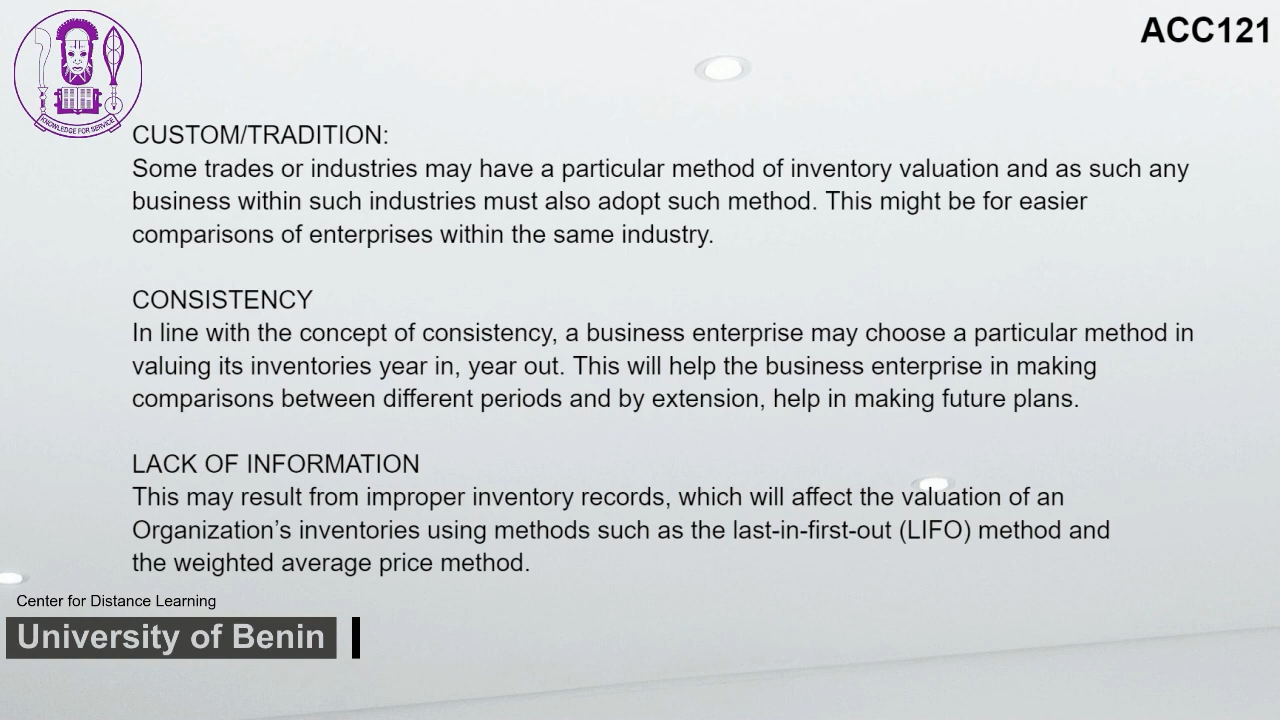 ACC121
KNOWLEDGE FOR SERVICE
CUSTOM/TRADITION:
Some trades or industries may have a particular method of inventory valuation and as such any
business within such industries must also adopt such method. This might be for easier
comparisons of enterprises within the same industry.
CONSISTENCY
In line with the concept of consistency, a business enterprise may choose a particular method in
valuing its inventories year in, year out. This will help the business enterprise in making
comparisons between different periods and by extension, help in making future plans.
LACK OF INFORMATION
This may result from improper inventory records, which will affect the valuation of an
Organization’s inventories using methods such as the last-in-first-out (LIFO) method and
the weighted average price method.
Center for Distance Learning
University of Benin